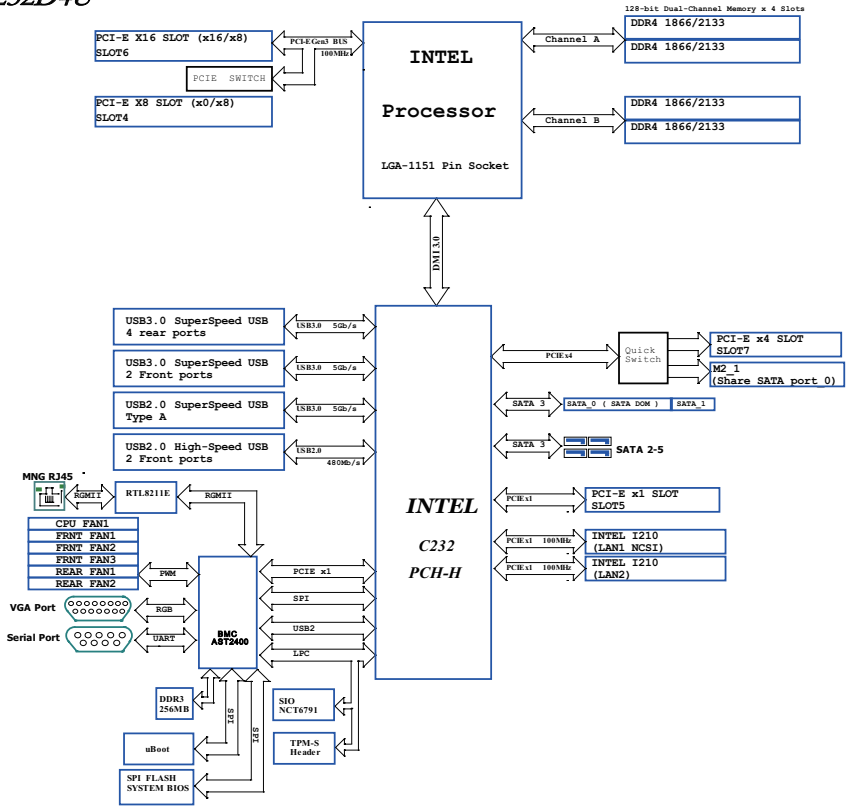 128-bit Dual-Channel Memory x 4 Slots
PCI-E X16 SLOT (x16/x8)
SLOT6
PCI-EGen3 BUS
100MHz
PCIE SWITCH
PCI-E X8 SLOT (x0/x8)
SLOT4
INTEL
Processor
LGA-1151 Pin Socket
Channel A
DDR4 1866/2133
DDR4 1866/2133
Channel B
DDR4 1866/2133
DDR4 1866/2133
DMI 3.0
USB3.0 SuperSpeed USB
4 rear ports
USB3.0 5Gb/s
USB3.0 SuperSpeed USB
2 Front ports
USB3.0 5Gb/s
USB2.0 SuperSpeed USB
Type A
USB3.0 5Gb/s
USB2.0 High-Speed USB
2 Front ports
USB2.0
480Mb/s
INTEL
C232
PCH-H
PCIEx4
Quick
Switch
PCI-E x4 SLOT
SLOT7
M2_1
(Share SATA port_0)
SATA 3
SATA_0 ( SATA DOM )
SATA_1
SATA 3
SATA 2-5
PCIEx1
PCI-E x1 SLOT
SLOT5
PCIEx1 100MHz
INTEL I210
(LAN1 NCSI)
PCIEx1 100MHz
INTEL I210
(LAN2)
MNG RJ45
RGMII
RTL8211E
RGMII
CPU FAN1
FRNT FAN1
FRNT FAN2
FRNT FAN3
REAR FAN1
REAR FAN2
PWM
VGA Port
RGB
Serial Port
UART
BMC
AST2400
PCIE x1
SPI
USB2
LPC
DDR3
256MB
SPI
SPI
uBoot
SPI FLASH
SYSTEM BIOS
SIO
NCT6791
TPM-S
Header